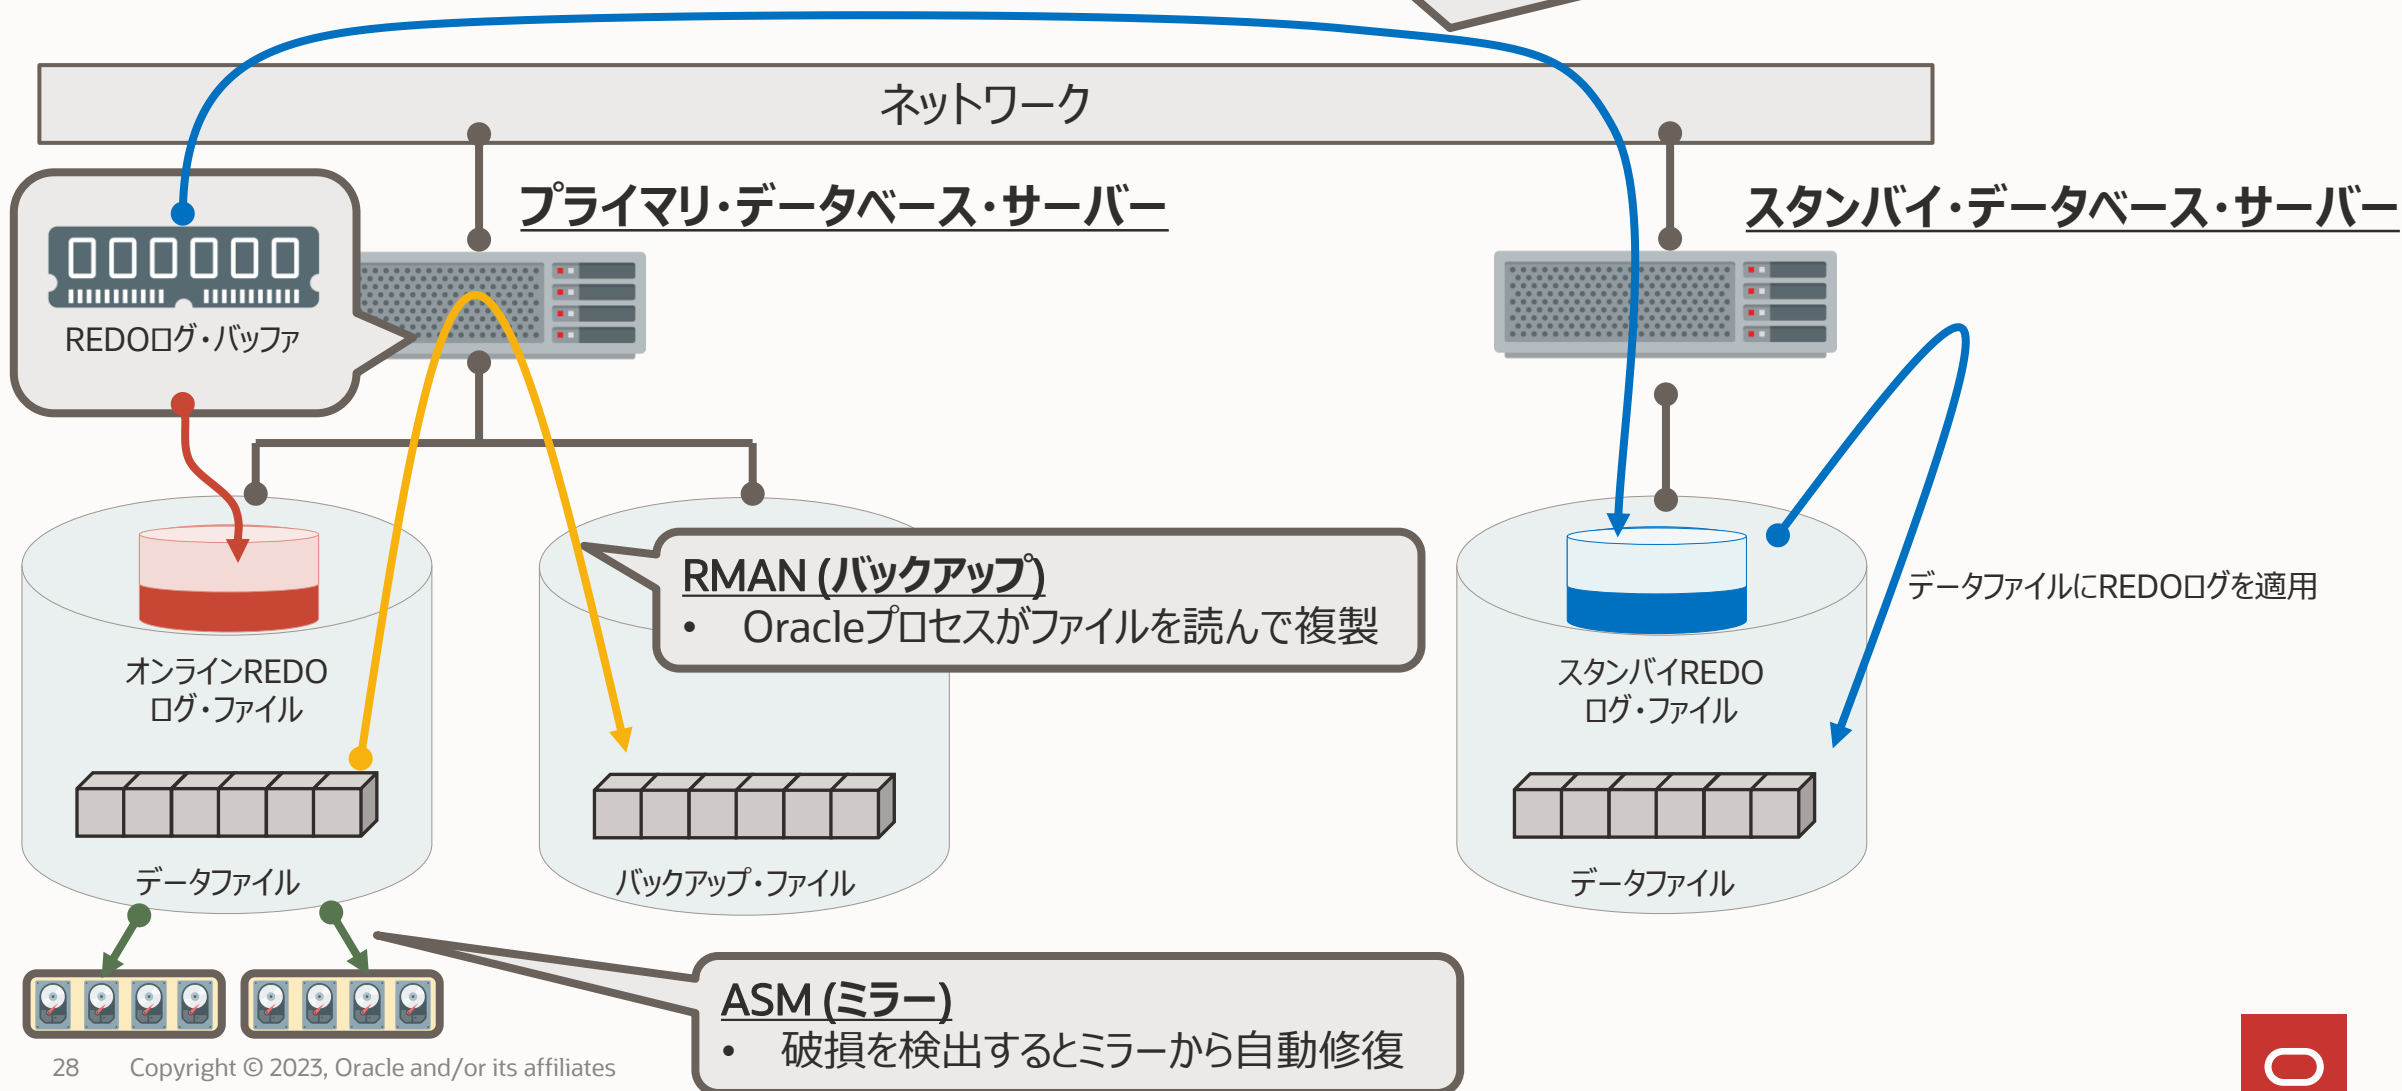 ネットワーク
プライマリ・データベース・サーバー
スタンバイ・データベース・サーバー
REDOログ・バッファ
RMAN (バックアップ)
• Oracleプロセスがファイルを読んで複製
データファイルにREDOログを適用
オンラインREDO
ログ・ファイル
スタンバイREDO
ログ・ファイル
データファイル
バックアップ・ファイル
データファイル
ASM (ミラー)
• 破損を検出するとミラーから自動修復
28 Copyright © 2023, Oracle and/or its affiliates